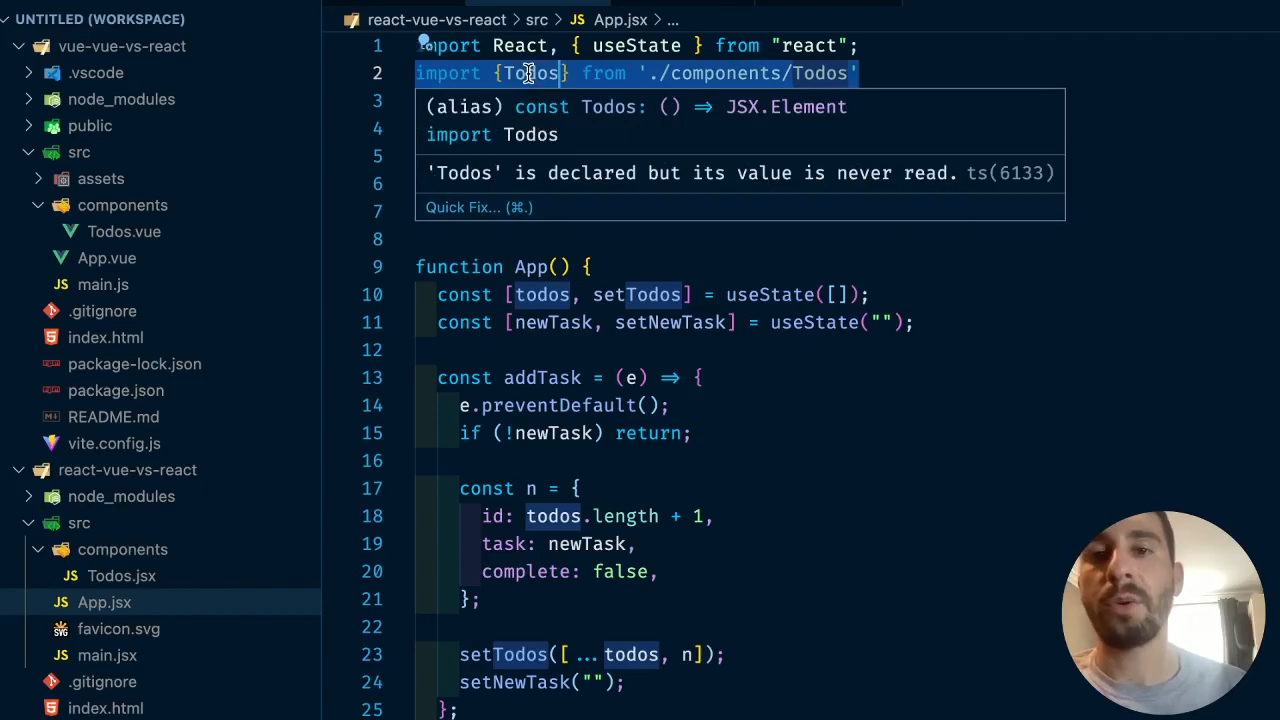 UNTITLED (WORKSPACE)
vue-vue-vs-react
.vscode
node_modules
public
src
assets
components
Todos.vue
App.vue
JS main.js
.gitignore
index.html
package-lock.json
package.json
README.md
vite.config.js
react-vue-vs-react
node_modules
src
components
JS Todos.jsx
JS App.jsx
favicon.svg
JS main.jsx
.gitignore
index.html
react-vue-vs-react > src > JS App.jsx > ...
1 import React, { useState } from "react";
2 import {Todos} from './components/Todos'
3
(alias) const Todos: () => JSX.Element
4
import Todos
5
'Todos' is declared but its value is never read. ts(6133)
6
7 Quick Fix... (⌘.)
8
9 function App() {
10 const [todos, setTodos] = useState([]);
11 const [newTask, setNewTask] = useState("");
12
13 const addTask = (e) => {
14 e.preventDefault();
15 if (!newTask) return;
16
17 const n = {
18 id: todos.length + 1,
19 task: newTask,
20 complete: false,
21 };
22
23 setTodos([...todos, n]);
24 setNewTask("");
25 };